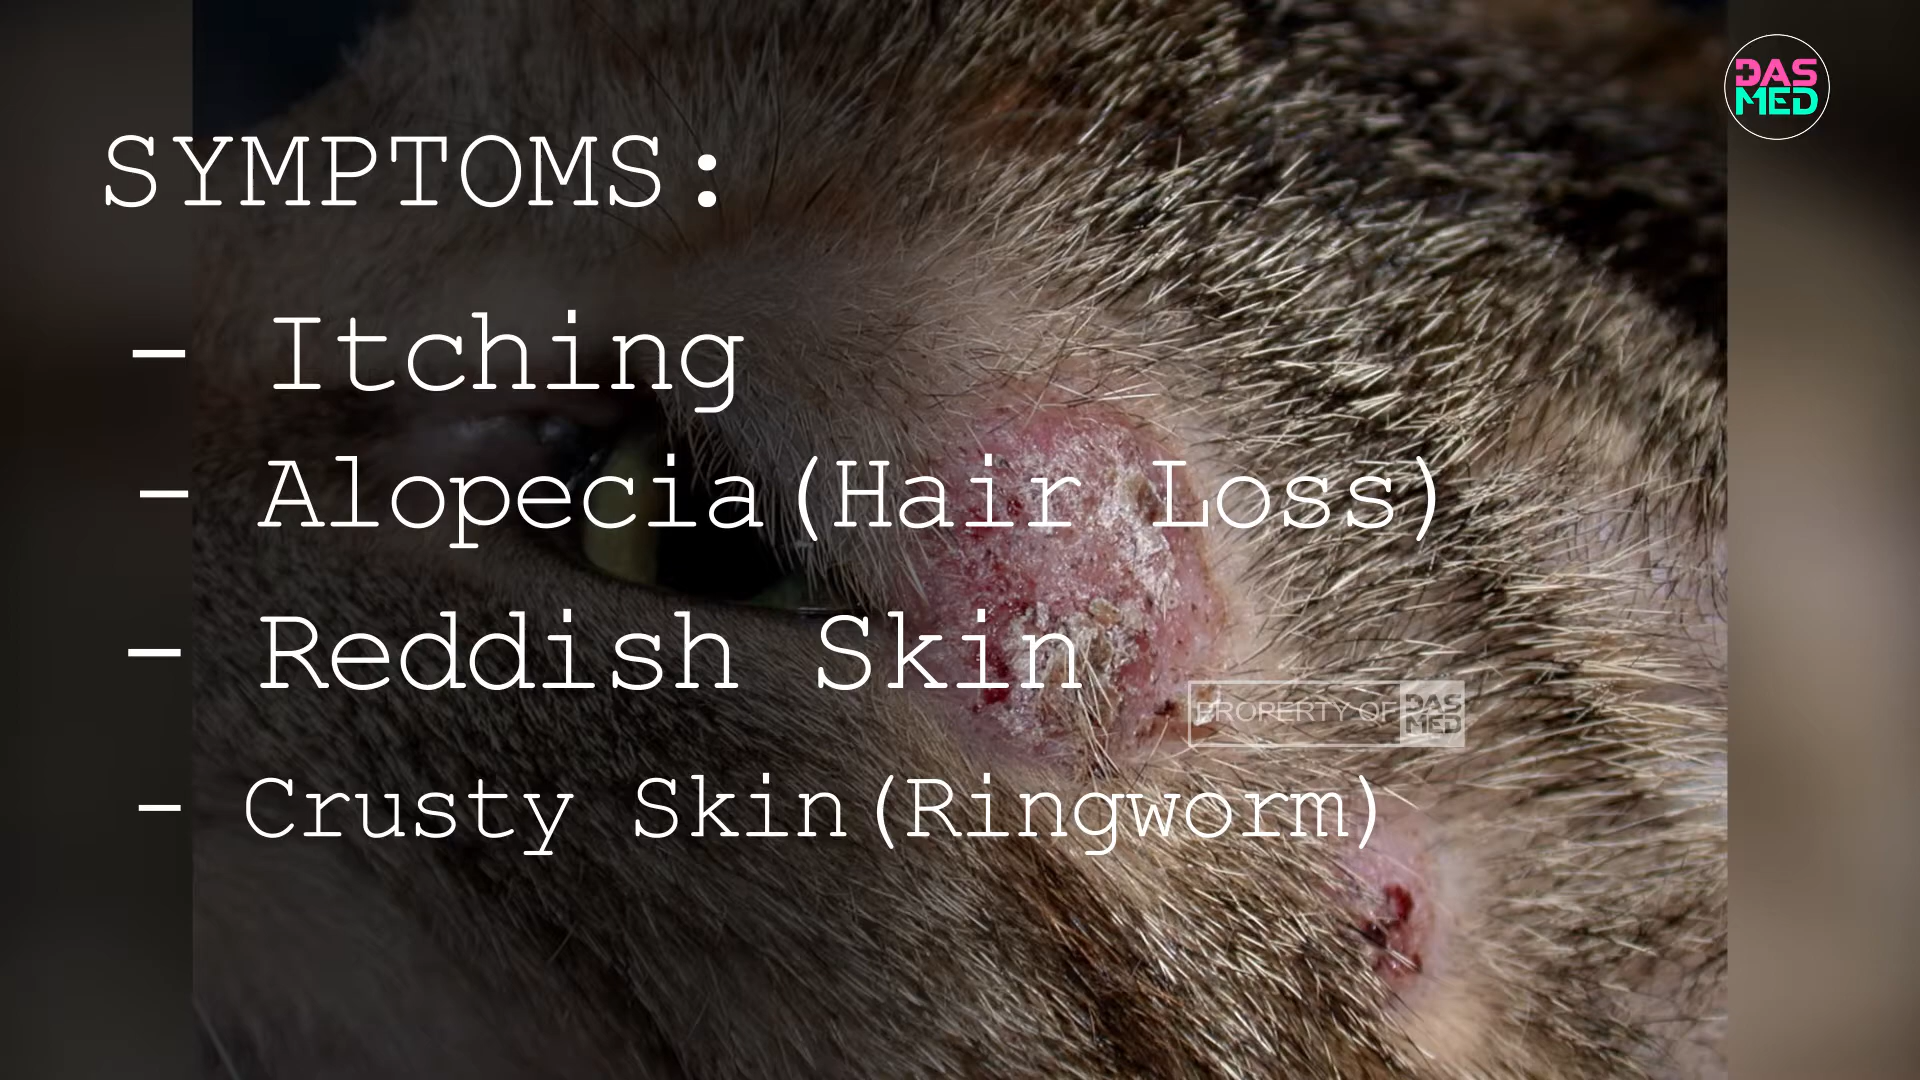 DAS
MED
SYMPTOMS:
- Itching
- Alopecia(Hair Loss)
- Reddish Skin
PROPERTY OF DAS MED
- Crusty Skin(Ringworm)